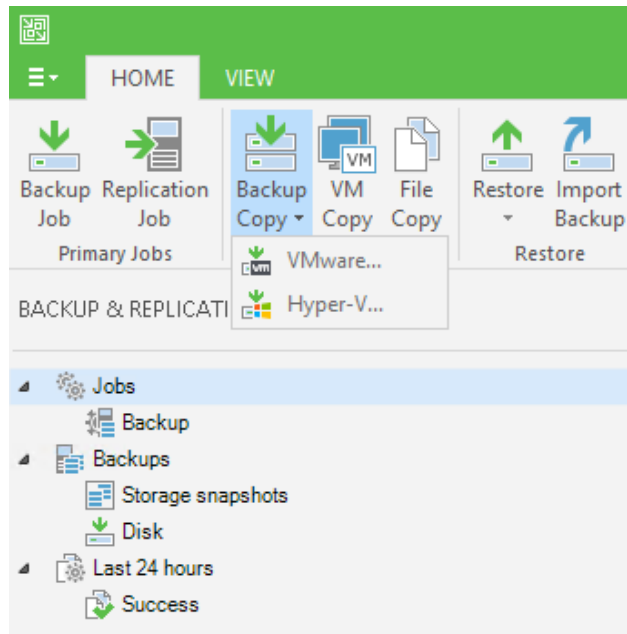 HOME VIEW
Backup Job
Replication Job
Backup Copy
VM
VM Copy
File Copy
Restore
Import Backup
Primary Jobs
Restore
vm VMware...
Hyper-V...
BACKUP & REPLICATI
Jobs
Backup
Backups
Storage snapshots
Disk
Last 24 hours
Success